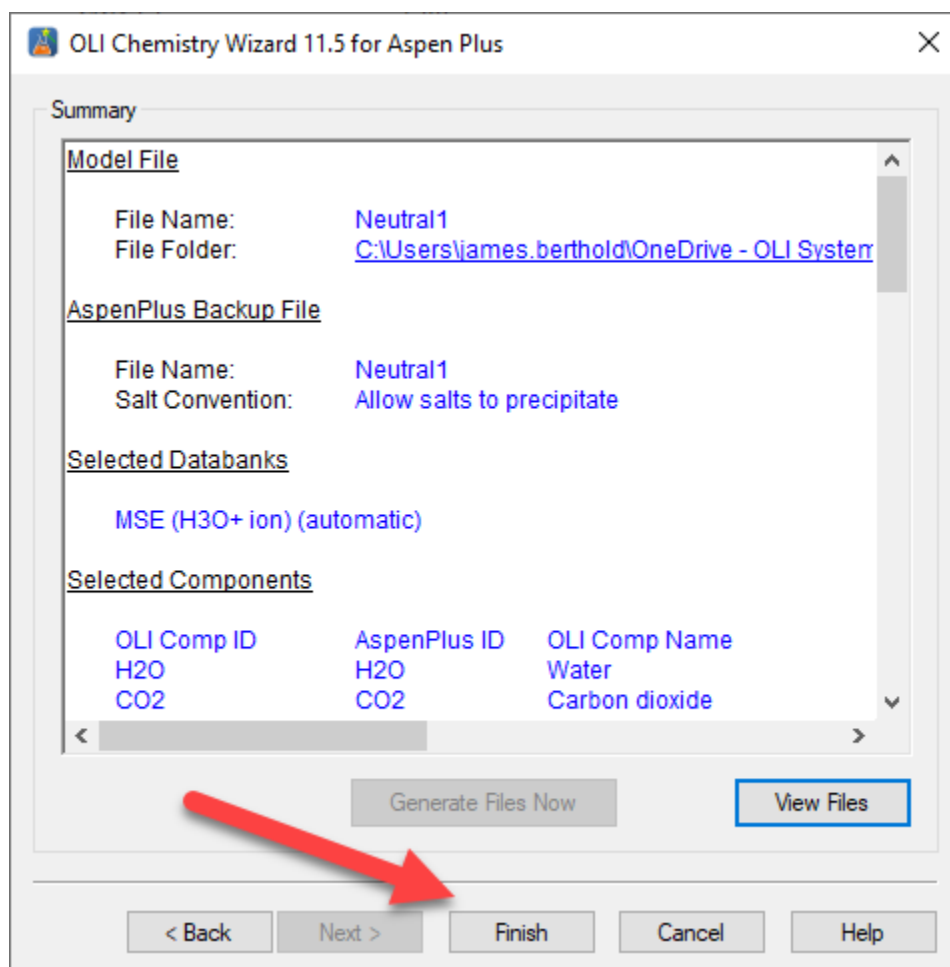 OLI Chemistry Wizard 11.5 for Aspen Plus
Summary
Model File
File Name: Neutral1
File Folder: C:\Users\james.berthold\OneDrive - OLI System
AspenPlus Backup File
File Name: Neutral1
Salt Convention: Allow salts to precipitate
Selected Databanks
MSE (H3O+ ion) (automatic)
Selected Components
OLI Comp ID AspenPlus ID OLI Comp Name
H2O H2O Water
CO2 CO2 Carbon dioxide
Generate Files Now View Files
< Back Next > Finish Cancel Help